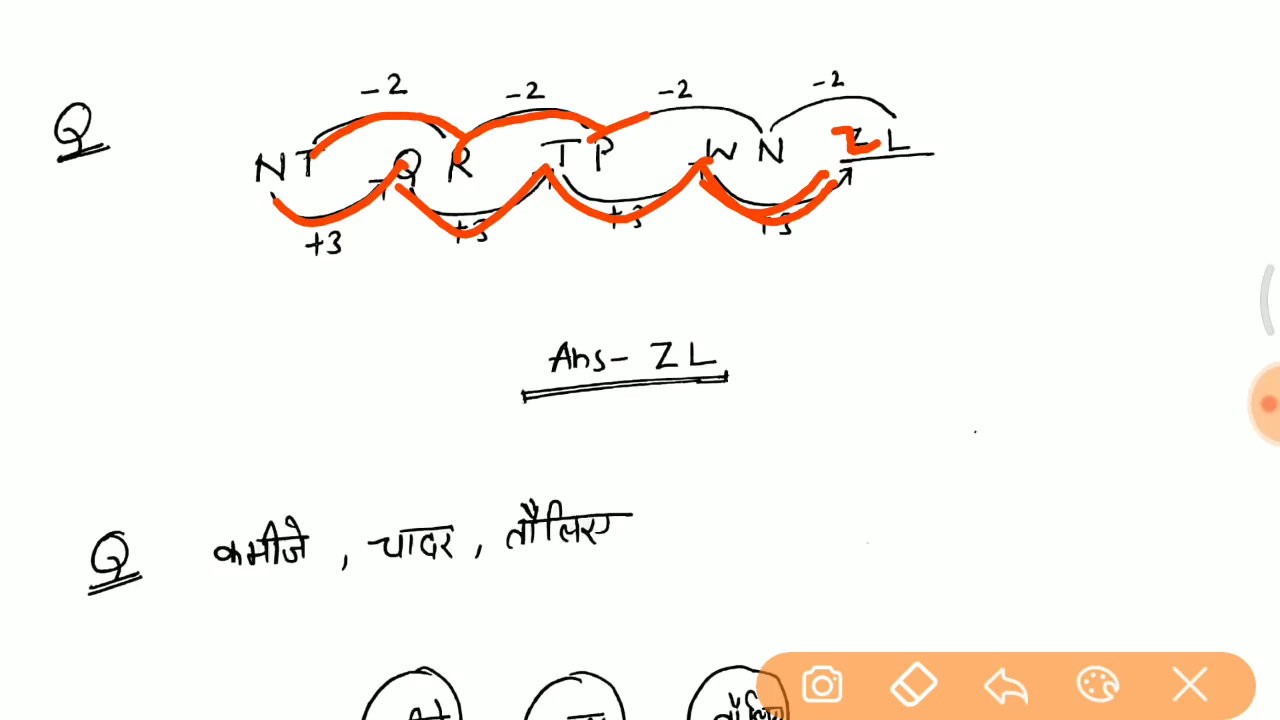 -2 -2 -2 -2
Q NT QR TP WN ZL
+3 +3 +3 +3
Ans- ZL
Q कमीजे , चादर , तौलिए